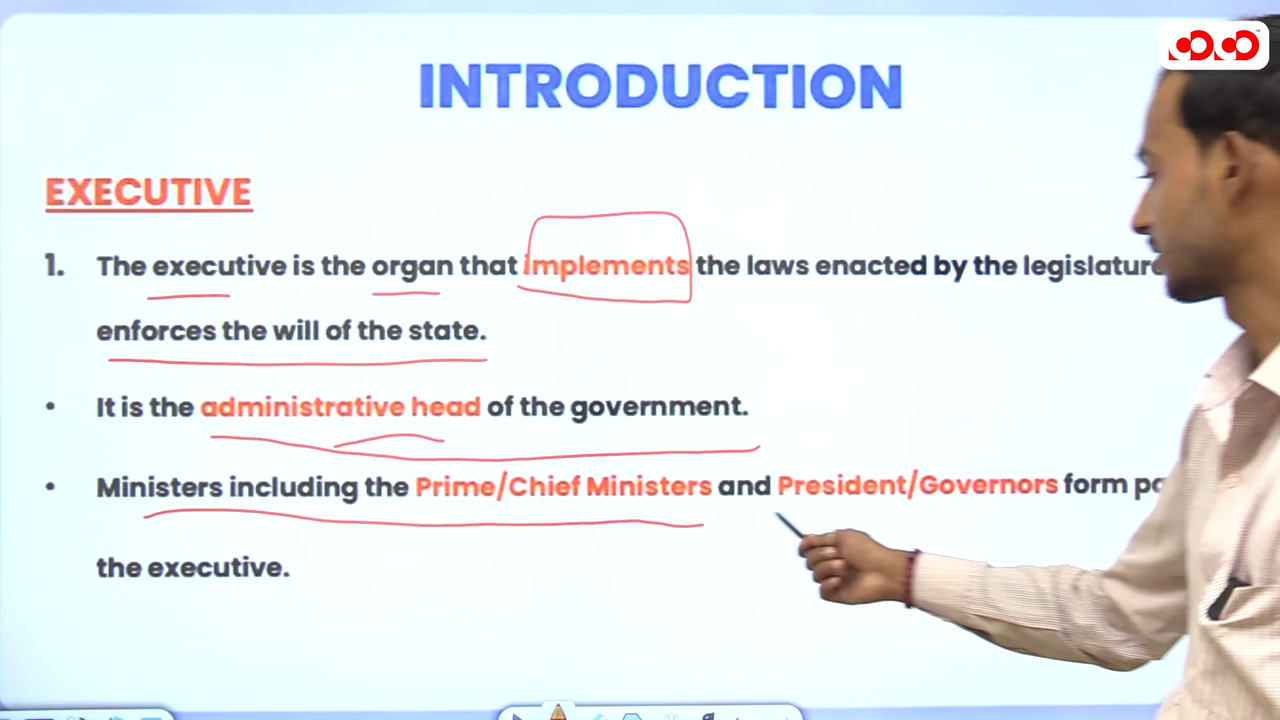 INTRODUCTION
EXECUTIVE
1. The executive is the organ that implements the laws enacted by the legislature
enforces the will of the state.
• It is the administrative head of the government.
• Ministers including the Prime/Chief Ministers and President/Governors form
the executive.